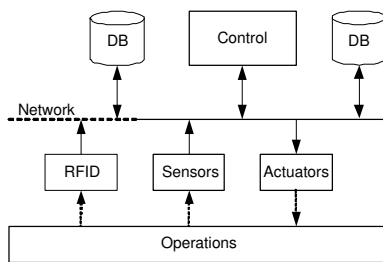 DB
Control
DB
Network
RFID
Sensors
Actuators
Operations